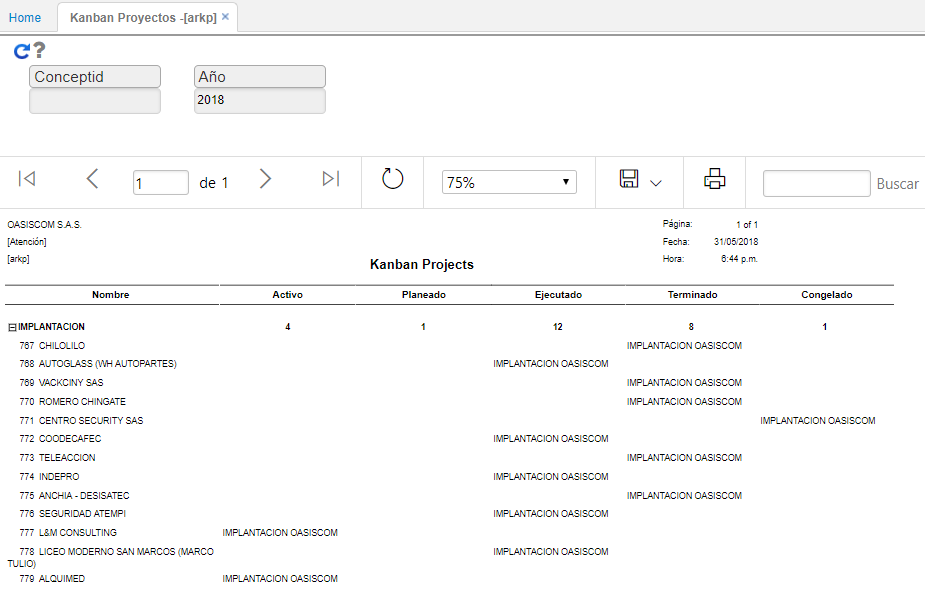 Home Kanban Proyectos -[arkp] ×
?
Conceptid Año
2018
1 de 1 75% Buscar
OASISCOM S.A.S. Página: 1 of 1
[Atención] Fecha: 31/05/2018
[arkp] Hora: 6:44 p.m.
Kanban Projects
Nombre Activo Planeado Ejecutado Terminado Congelado
IMPLANTACION 4 1 12 8 1
767 CHILOLILO IMPLANTACION OASISCOM
768 AUTOGLASS (WH AUTOPARTES) IMPLANTACION OASISCOM
769 VACKCINY SAS IMPLANTACION OASISCOM
770 ROMERO CHINGATE IMPLANTACION OASISCOM
771 CENTRO SECURITY SAS IMPLANTACION OASISCOM
772 COODECAFEC IMPLANTACION OASISCOM
773 TELEACCION IMPLANTACION OASISCOM
774 INDEPRO IMPLANTACION OASISCOM
775 ANCHIA - DESISATEC IMPLANTACION OASISCOM
776 SEGURIDAD ATEMPI IMPLANTACION OASISCOM
777 L&M CONSULTING IMPLANTACION OASISCOM
778 LICEO MODERNO SAN MARCOS (MARCO IMPLANTACION OASISCOM
TULIO)
779 ALQUIMED IMPLANTACION OASISCOM